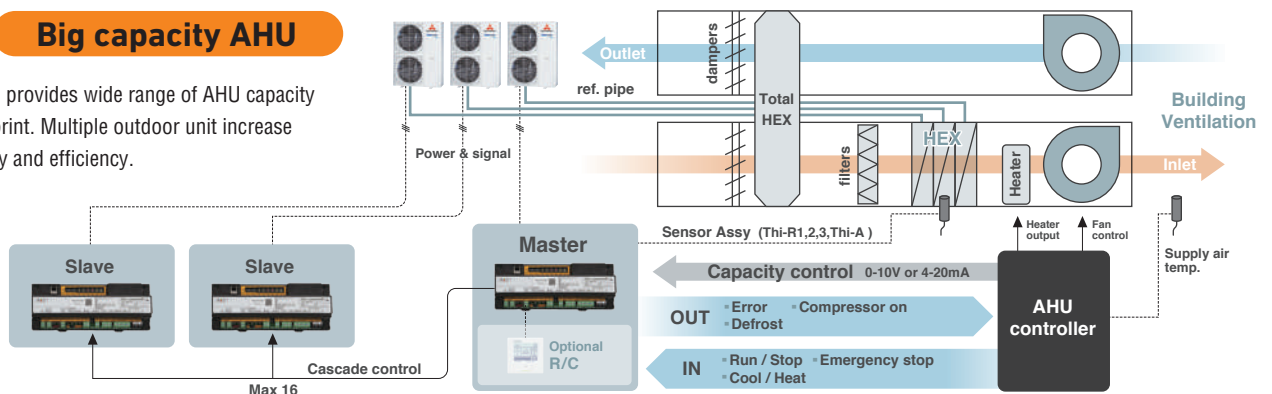 Big capacity AHU
provides wide range of AHU capacity
print. Multiple outdoor unit increase
y and efficiency.
ref. pipe
Power & signal
Outlet
dampers
Total
HEX
Building
Ventilation
filters
HEX
Heater
Inlet
Heater
output
Fan
control
Supply air
temp.
Sensor Assy (Thi-R1,2,3,Thi-A )
Slave
Slave
Master
Capacity control 0-10V or 4-20mA
OUT
Error
Compressor on
Defrost
AHU
controller
Optional
R/C
IN
Run / Stop
Emergency stop
Cool / Heat
Cascade control
Max 16